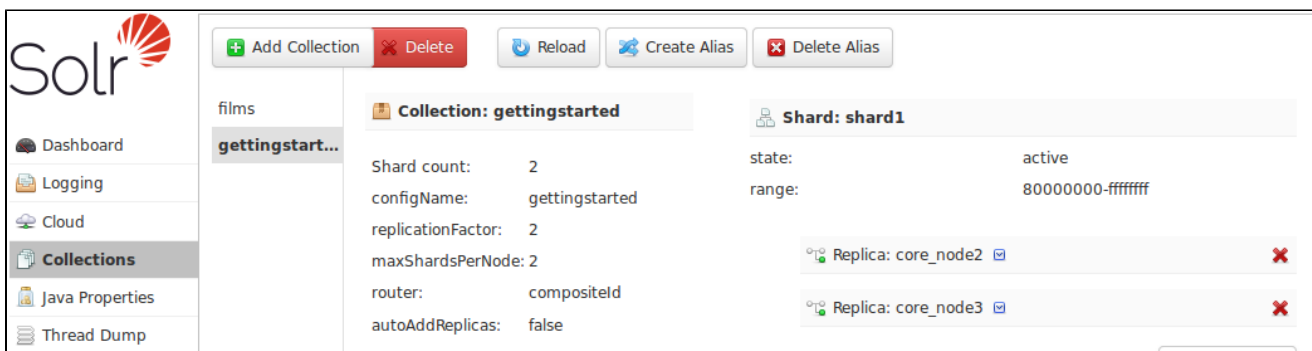 Solr
Add Collection Delete Reload Create Alias Delete Alias
films
gettingstart...
Dashboard
Logging
Cloud
Collections
Java Properties
Thread Dump
Collection: gettingstarted
Shard count: 2
configName: gettingstarted
replicationFactor: 2
maxShardsPerNode: 2
router: compositeId
autoAddReplicas: false
Shard: shard1
state: active
range: 80000000-ffffffff
Replica: core_node2
Replica: core_node3